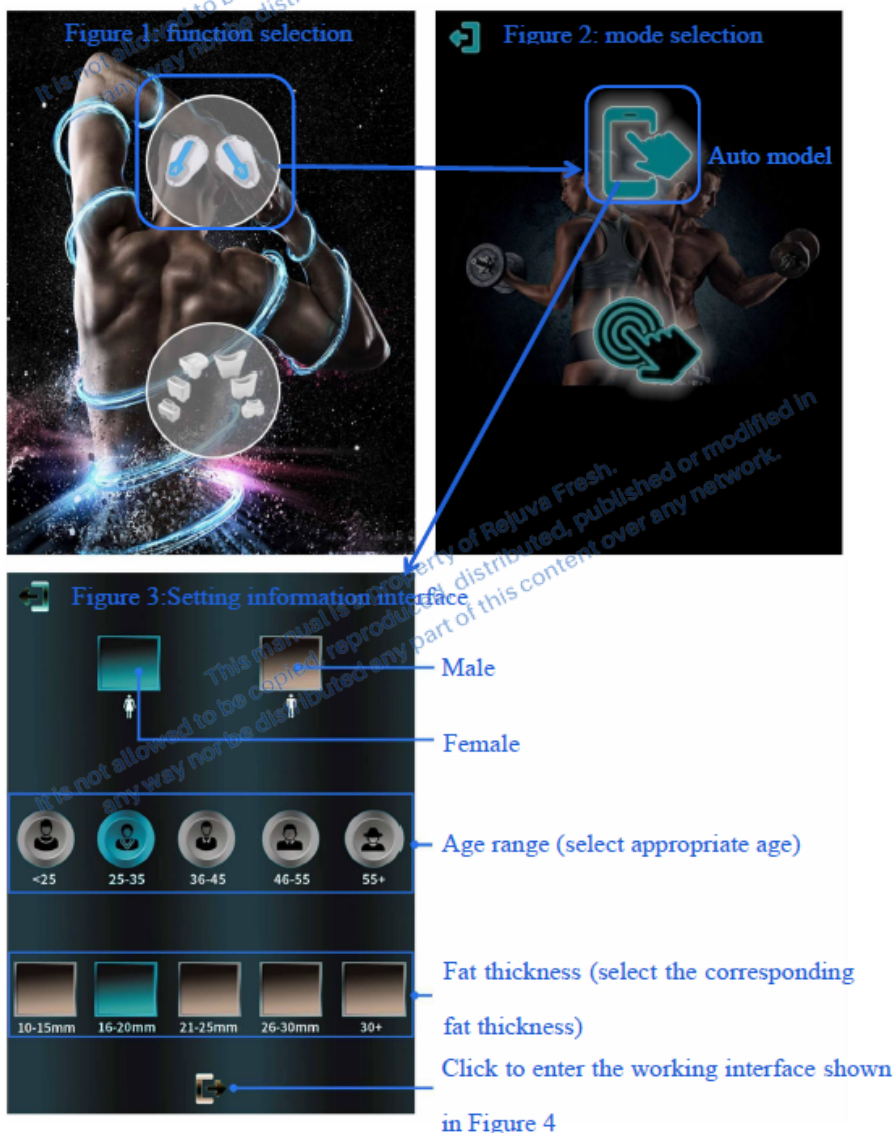 Figure 1: function selection
Figure 2: mode selection
Auto model
This manual is property of Rejuva Fresh.
It is not allowed to be copied, reproduced, distributed, published or modified in
any way nor be distributed any part of this content over any network.
Figure 3:Setting information interface
Male
Female
<25
25-35
36-45
46-55
55+
Age range (select appropriate age)
10-15mm
16-20mm
21-25mm
26-30mm
30+
Fat thickness (select the corresponding
fat thickness)
Click to enter the working interface shown
in Figure 4